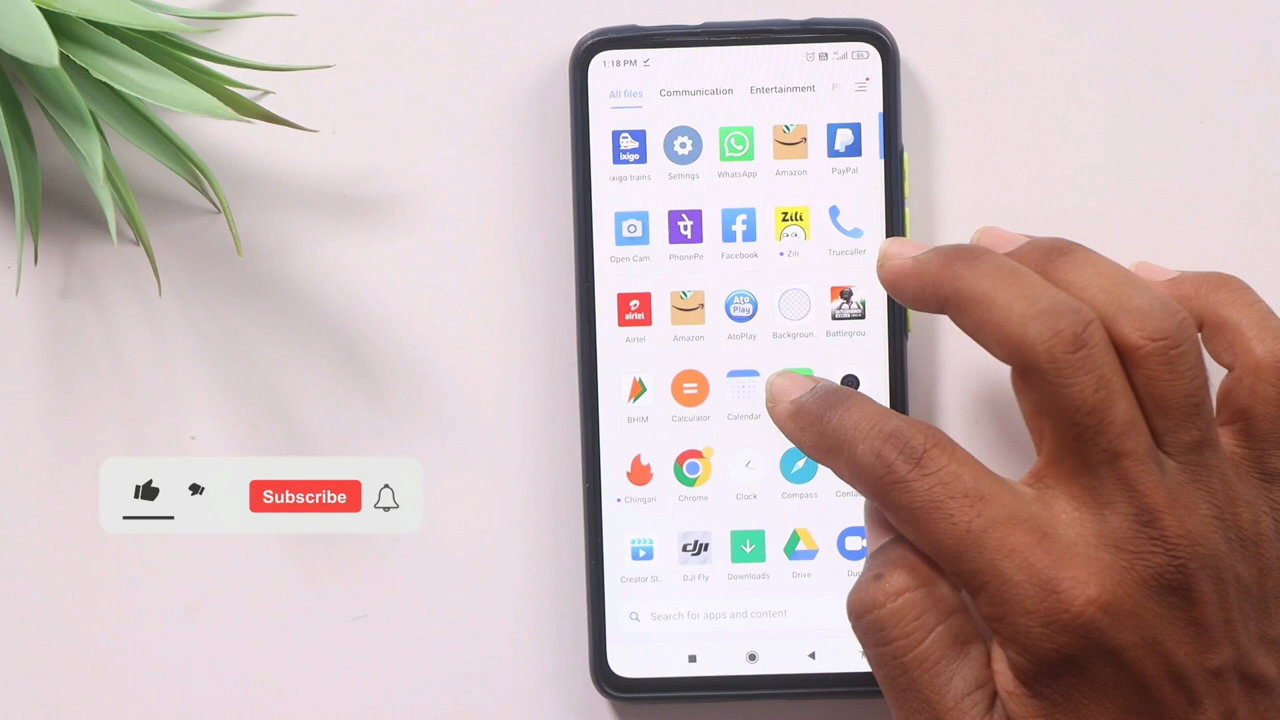 1:18 PM
All files Communication Entertainment P
ixigo
ixigo trains Settings WhatsApp Amazon PayPal
पे Zili
Open Cam.. PhonePe Facebook Zili Truecaller
airtel Ato Play
Airtel Amazon AtoPlay Backgroun.. Battlegrou..
BHIM Calculator Calendar
Chingari Chrome Clock Compass Conta
Subscribe
dji
Creator St.. DJI Fly Downloads Drive Duo
Search for apps and content